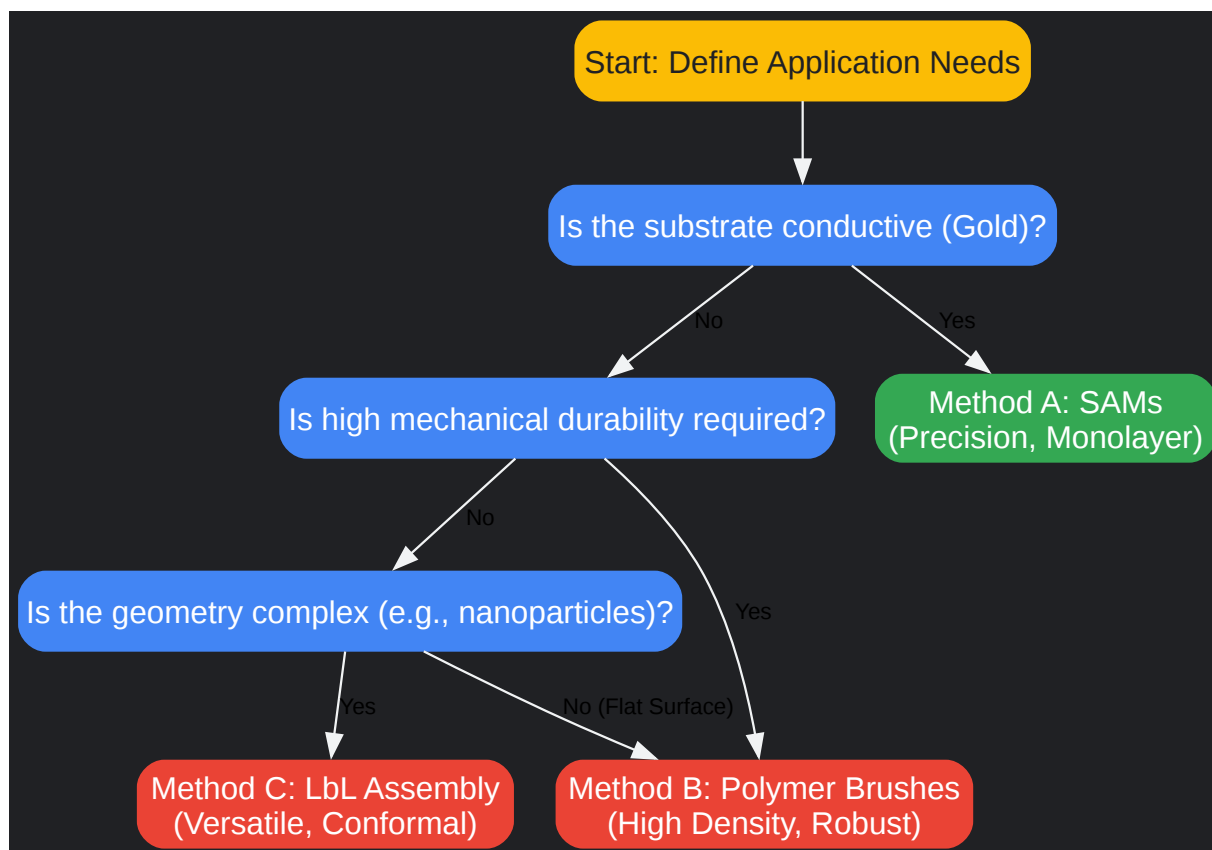 Start: Define Application Needs
Is the substrate conductive (Gold)?
No
Yes
Is high mechanical durability required?
Method A: SAMs
(Precision, Monolayer)
No
Yes
Is the geometry complex (e.g., nanoparticles)?
Yes
No (Flat Surface)
Method C: LbL Assembly
(Versatile, Conformal)
Method B: Polymer Brushes
(High Density, Robust)